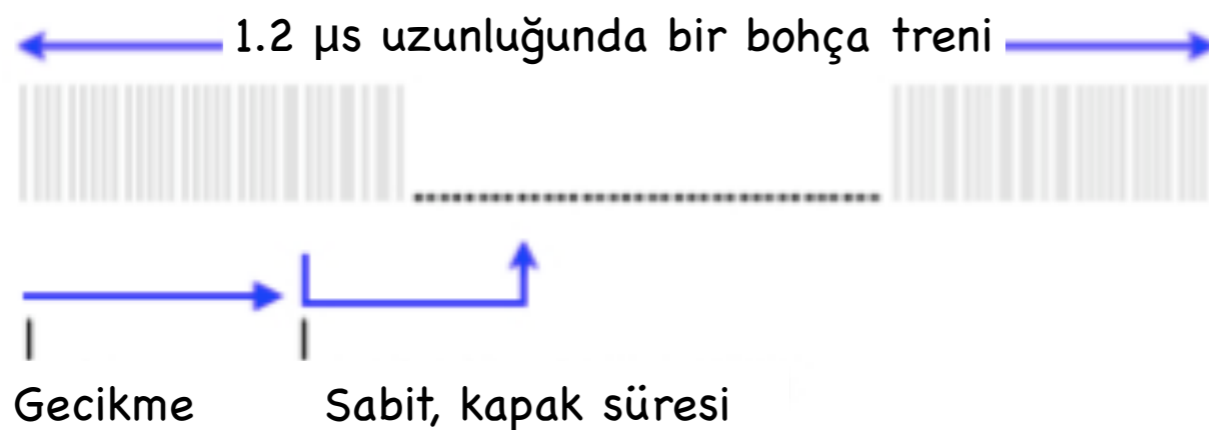 1.2 μs uzunluğunda bir bohça treni
Gecikme
Sabit, kapak süresi